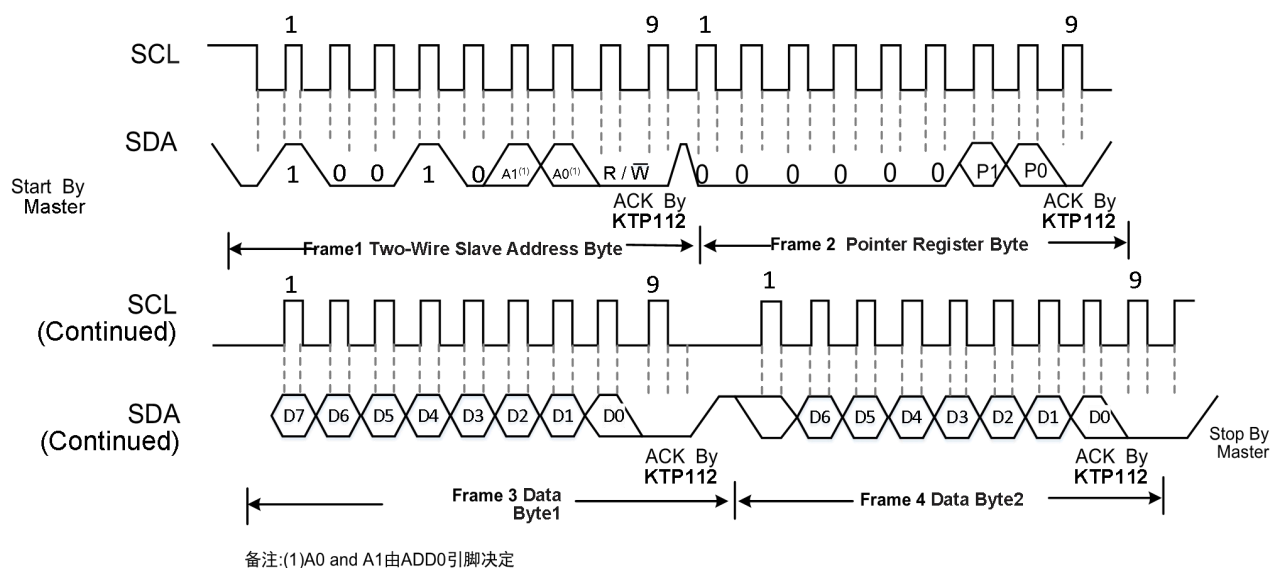 1 9 1 9
SCL
SDA
Start By
Master
1 0 0 1 0 A1(1) A0(1) R / W̅ 0 0 0 0 0 0 P1 P0
ACK By
KTP112
ACK By
KTP112
Frame1 Two-Wire Slave Address Byte
Frame 2 Pointer Register Byte
1 9 1 9
SCL
(Continued)
SDA
(Continued)
D7 D6 D5 D4 D3 D2 D1 D0 D6 D5 D4 D3 D2 D1 D0
Stop By
Master
ACK By
KTP112
ACK By
KTP112
Frame 3 Data
Byte1
Frame 4 Data Byte2
备注:(1)A0 and A1由ADD0引脚决定